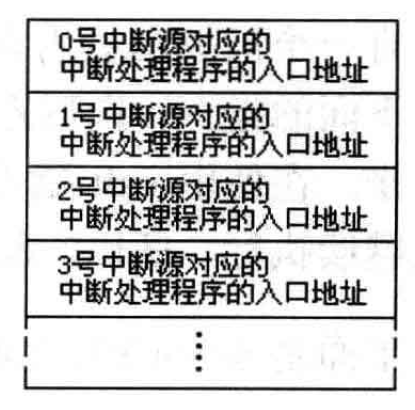 0号中断源对应的
中断处理程序的入口地址
1号中断源对应的
中断处理程序的入口地址
2号中断源对应的
中断处理程序的入口地址
3号中断源对应的
中断处理程序的入口地址
⋮